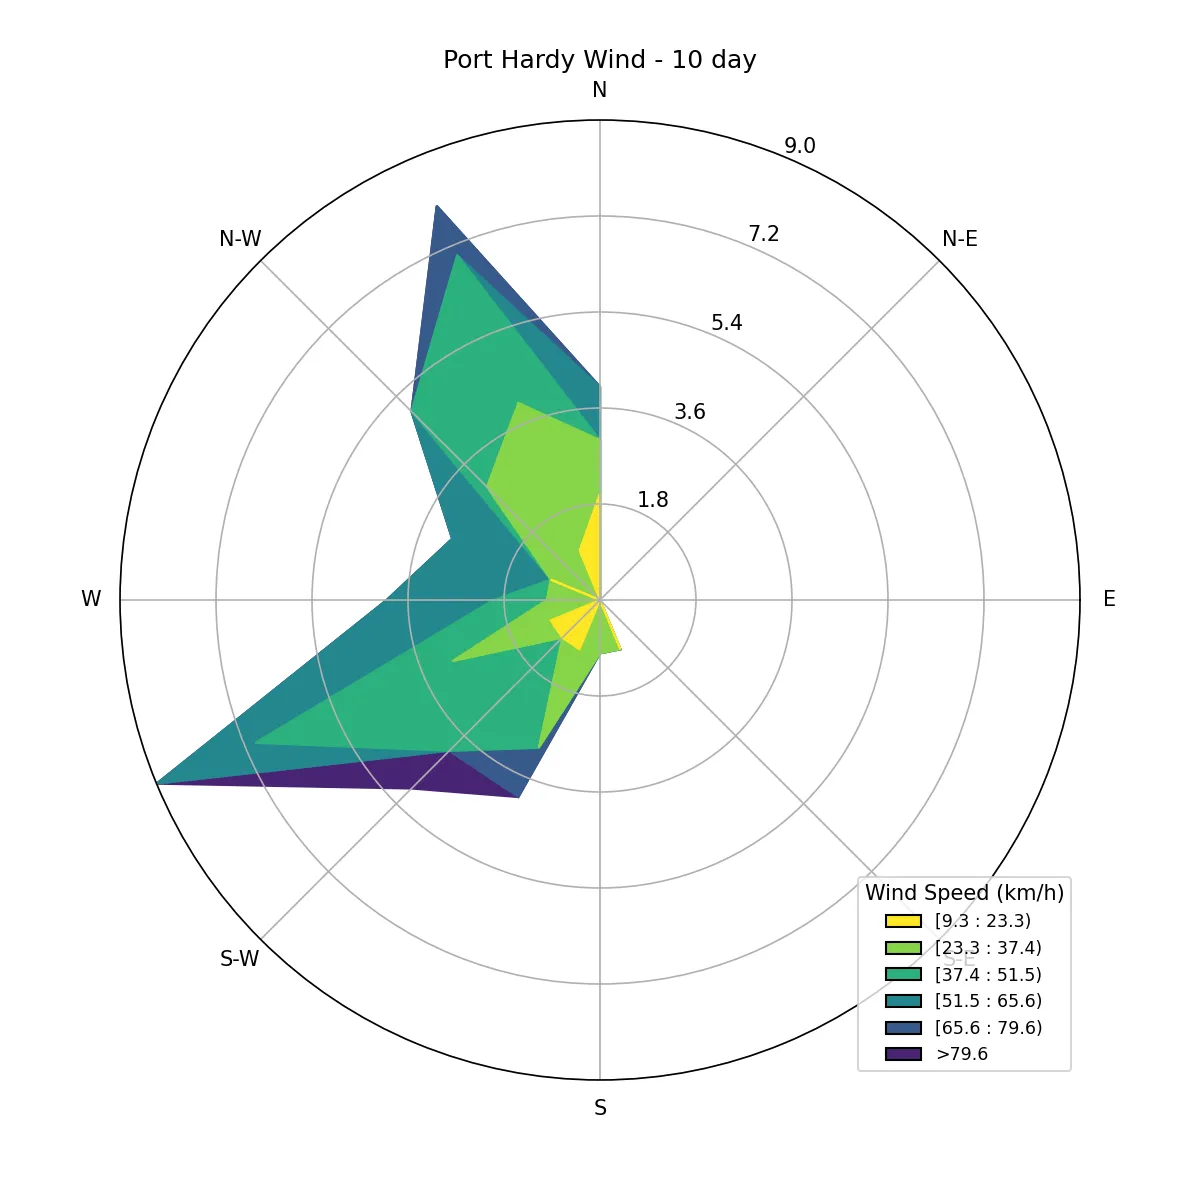 Port Hardy Wind - 10 day
N
9.0
7.2
N-W
N-E
5.4
3.6
1.8
W
E
S-W
S-E
S
Wind Speed (km/h)
[9.3 : 23.3)
[23.3 : 37.4)
[37.4 : 51.5)
[51.5 : 65.6)
[65.6 : 79.6)
>79.6